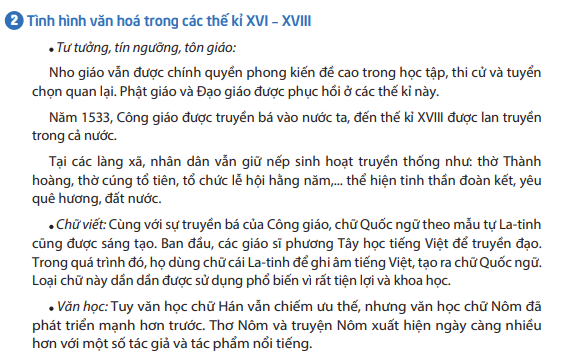 2 Tình hình văn hoá trong các thế kỉ XVI – XVIII
• Tư tưởng, tín ngưỡng, tôn giáo:
Nho giáo vẫn được chính quyền phong kiến đề cao trong học tập, thi cử và tuyển
chọn quan lại. Phật giáo và Đạo giáo được phục hồi ở các thế kỉ này.
Năm 1533, Công giáo được truyền bá vào nước ta, đến thế kỉ XVIII được lan truyền
trong cả nước.
Tại các làng xã, nhân dân vẫn giữ nếp sinh hoạt truyền thống như: thờ Thành
hoàng, thờ cúng tổ tiên, tổ chức lễ hội hằng năm,... thể hiện tinh thần đoàn kết, yêu
quê hương, đất nước.
• Chữ viết: Cùng với sự truyền bá của Công giáo, chữ Quốc ngữ theo mẫu tự La-tinh
cũng được sáng tạo. Ban đầu, các giáo sĩ phương Tây học tiếng Việt để truyền đạo.
Trong quá trình đó, họ dùng chữ cái La-tinh để ghi âm tiếng Việt, tạo ra chữ Quốc ngữ.
Loại chữ này dần dần được sử dụng phổ biến vì rất tiện lợi và khoa học.
• Văn học: Tuy văn học chữ Hán vẫn chiếm ưu thế, nhưng văn học chữ Nôm đã
phát triển mạnh hơn trước. Thơ Nôm và truyện Nôm xuất hiện ngày càng nhiều
hơn với một số tác giả và tác phẩm nổi tiếng.